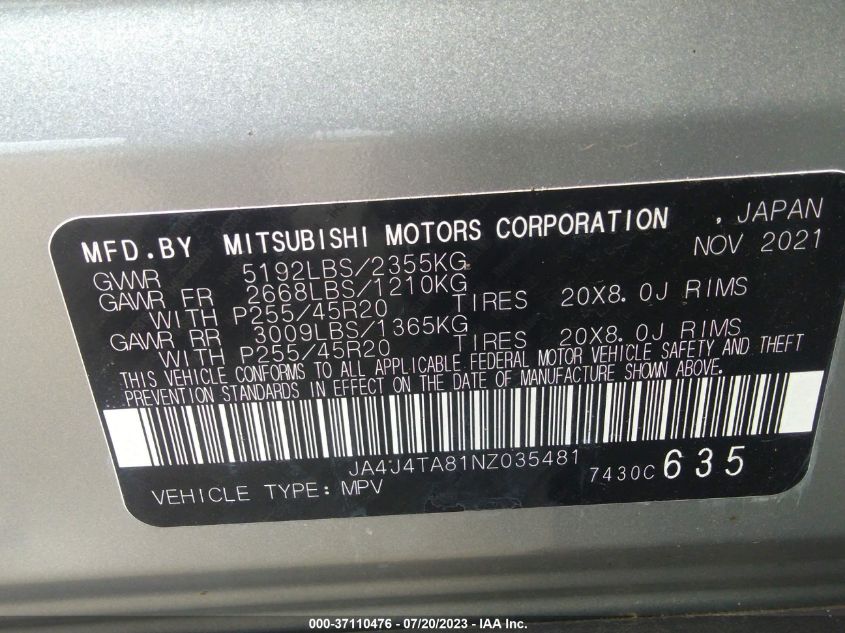 MFD.BY MITSUBISHI MOTORS CORPORATION , JAPAN
NOV 2021
GVWR 5192LBS/2355KG
GAWR FR 2668LBS/1210KG
WITH P255/45R20 TIRES 20X8.0J RIMS
GAWR RR 3009LBS/1365KG
WITH P255/45R20 TIRES 20X8.0J RIMS
THIS VEHICLE CONFORMS TO ALL APPLICABLE FEDERAL MOTOR VEHICLE SAFETY AND THEFT
PREVENTION STANDARDS IN EFFECT ON THE DATE OF MANUFACTURE SHOWN ABOVE.
JA4J4TA81NZ035481
7430C 635
VEHICLE TYPE: MPV
000-37110476 - 07/20/2023 - IAA Inc.